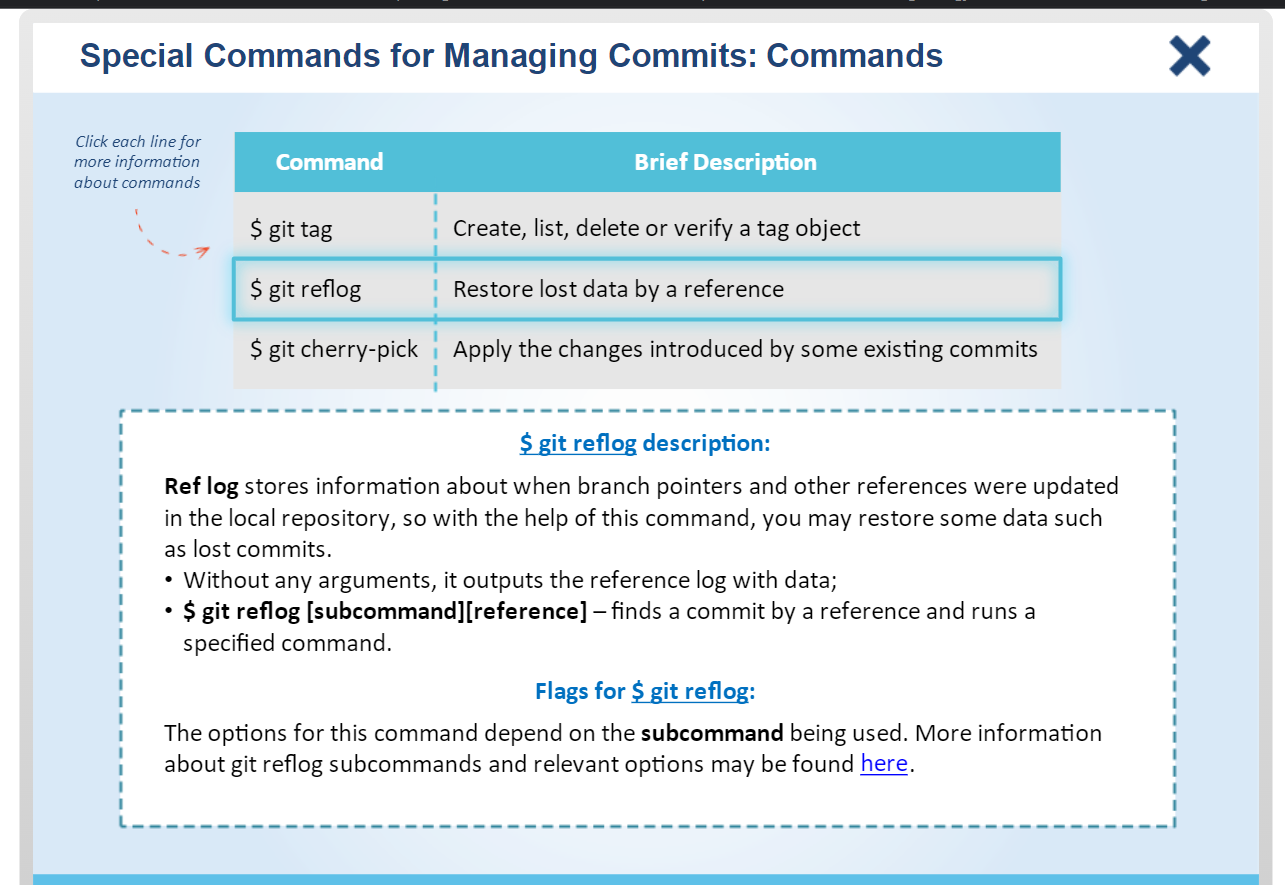 Special Commands for Managing Commits: Commands
Click each line for
more information
about commands
Command Brief Description
$ git tag Create, list, delete or verify a tag object
$ git reflog Restore lost data by a reference
$ git cherry-pick Apply the changes introduced by some existing commits
$ git reflog description:
Ref log stores information about when branch pointers and other references were updated
in the local repository, so with the help of this command, you may restore some data such
as lost commits.
• Without any arguments, it outputs the reference log with data;
• $ git reflog [subcommand][reference] – finds a commit by a reference and runs a
specified command.
Flags for $ git reflog:
The options for this command depend on the subcommand being used. More information
about git reflog subcommands and relevant options may be found here.